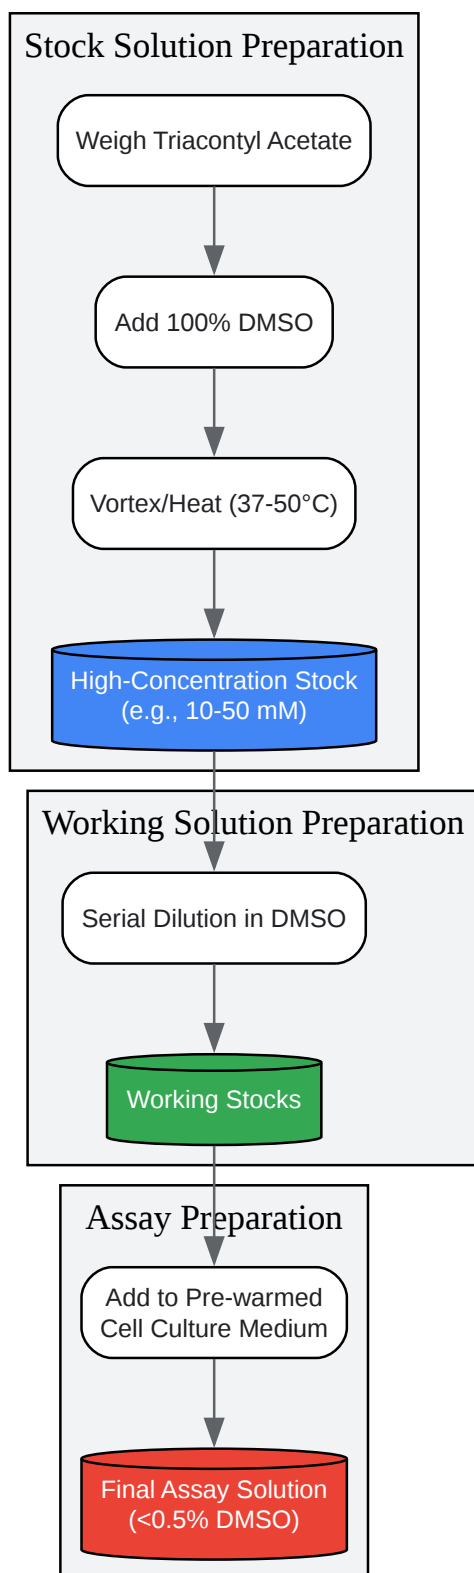 Stock Solution Preparation
Weigh Triacontyl Acetate
Add 100% DMSO
Vortex/Heat (37-50°C)
High-Concentration Stock
(e.g., 10-50 mM)
Working Solution Preparation
Serial Dilution in DMSO
Working Stocks
Assay Preparation
Add to Pre-warmed
Cell Culture Medium
Final Assay Solution
(<0.5% DMSO)